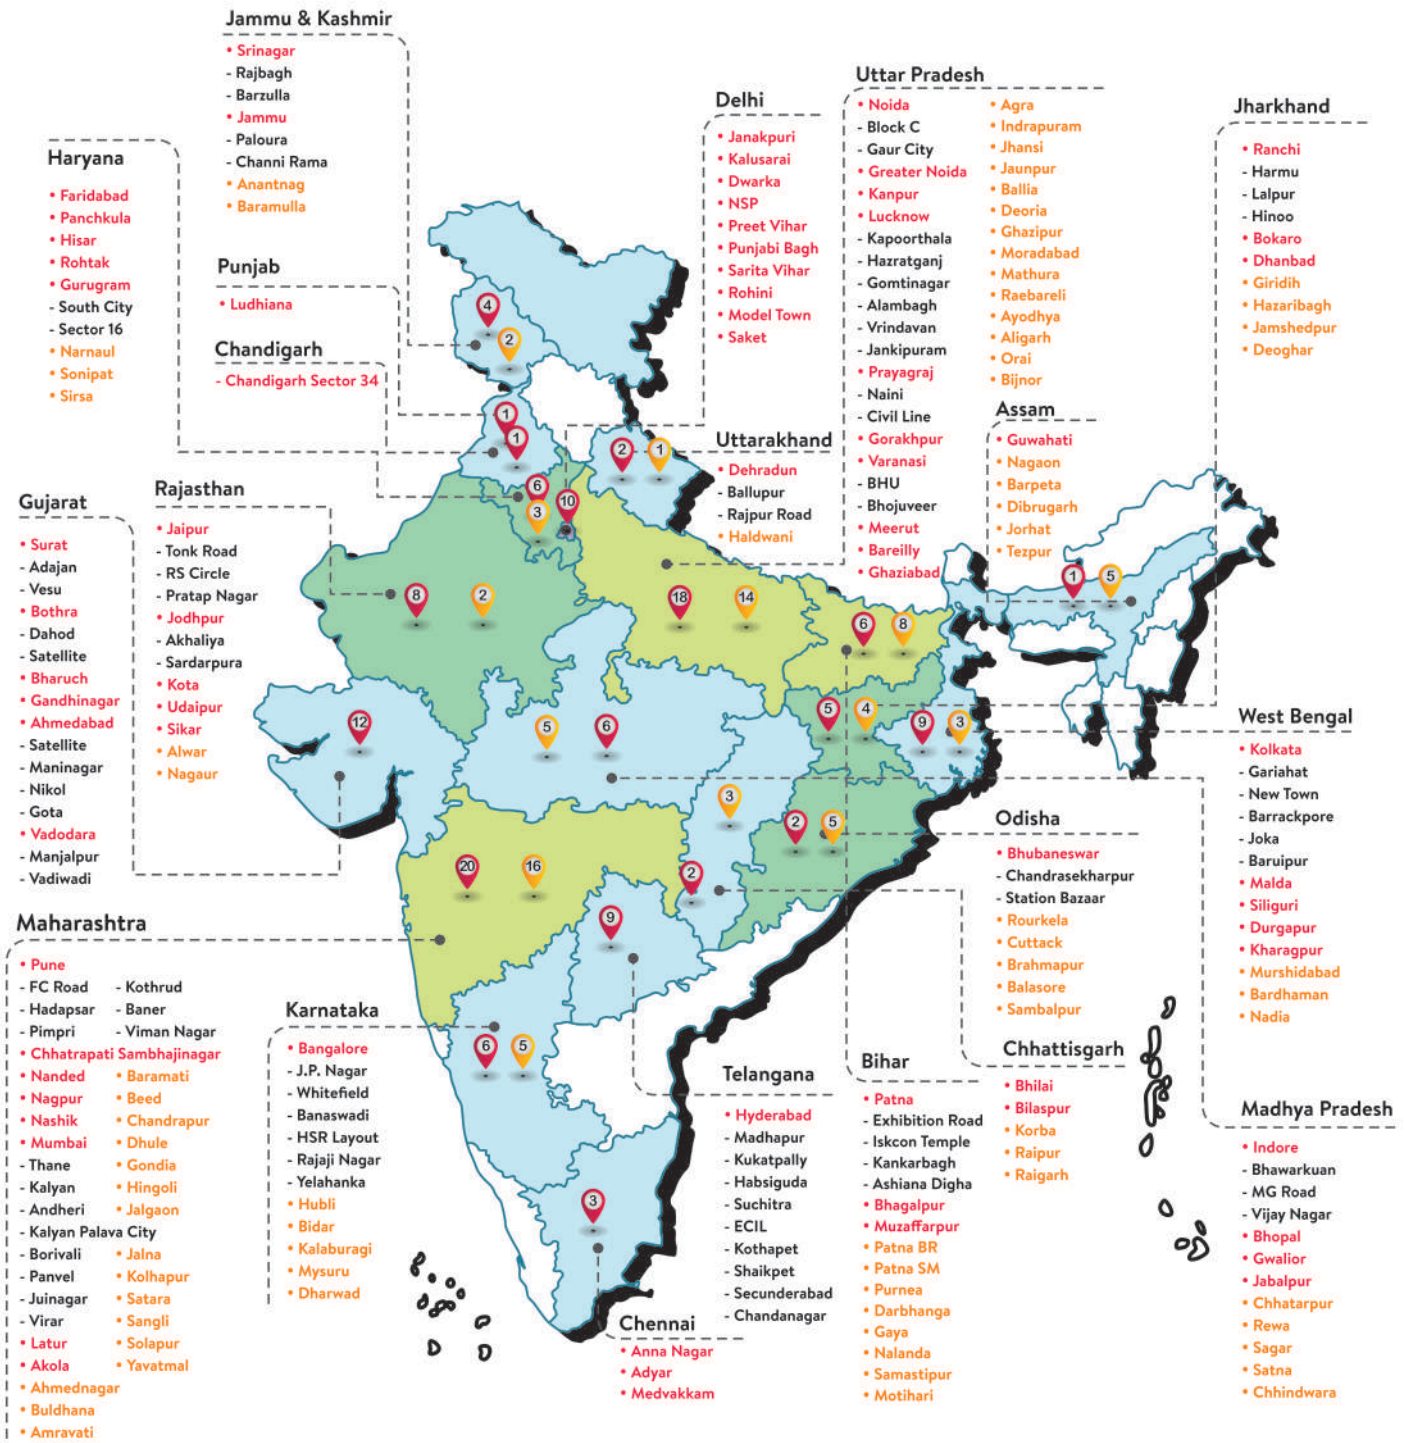 Jammu & Kashmir
• Srinagar
- Rajbagh
- Barzulla
• Jammu
- Paloura
- Channi Rama
• Anantnag
• Baramulla
Haryana
• Faridabad
• Panchkula
• Hisar
• Rohtak
• Gurugram
- South City
- Sector 16
• Narnaul
• Sonipat
• Sirsa
Punjab
• Ludhiana
Chandigarh
- Chandigarh Sector 34
Delhi
• Janakpuri
• Kalusarai
• Dwarka
• NSP
• Preet Vihar
• Punjabi Bagh
• Sarita Vihar
• Rohini
• Model Town
• Saket
Uttar Pradesh
• Noida
- Block C
- Gaur City
• Greater Noida
• Kanpur
• Lucknow
- Kapoorthala
- Hazratganj
- Gomtinagar
- Alambagh
- Vrindavan
- Jankipuram
• Prayagraj
- Naini
- Civil Line
• Gorakhpur
• Varanasi
- BHU
- Bhojuveer
• Meerut
• Bareilly
• Ghaziabad
• Agra
• Indrapuram
• Jhansi
• Jaunpur
• Ballia
• Deoria
• Ghazipur
• Moradabad
• Mathura
• Raebareli
• Ayodhya
• Aligarh
• Orai
• Bijnor
Jharkhand
• Ranchi
- Harmu
- Lalpur
- Hinoo
• Bokaro
• Dhanbad
• Giridih
• Hazaribagh
• Jamshedpur
• Deoghar
Assam
• Guwahati
• Nagaon
• Barpeta
• Dibrugarh
• Jorhat
• Tezpur
Uttarakhand
• Dehradun
- Ballupur
- Rajpur Road
• Haldwani
Gujarat
• Surat
- Adajan
- Vesu
• Bothra
- Dahod
- Satellite
• Bharuch
• Gandhinagar
• Ahmedabad
- Satellite
- Maninagar
- Nikol
- Gota
• Vadodara
- Manjalpur
- Vadiwadi
Rajasthan
• Jaipur
- Tonk Road
- RS Circle
- Pratap Nagar
• Jodhpur
- Akhaliya
- Sardarpura
• Kota
• Udaipur
• Sikar
• Alwar
• Nagaur
4
2
1
1
2
1
6
3
10
8
2
18
14
6
8
1
5
12
5
6
5
4
9
3
3
2
5
20
16
2
9
6
5
3
West Bengal
• Kolkata
- Gariahat
- New Town
- Barrackpore
- Joka
- Baruipur
• Malda
• Siliguri
• Durgapur
• Kharagpur
• Murshidabad
• Bardhaman
• Nadia
Odisha
• Bhubaneswar
- Chandrasekharpur
- Station Bazaar
• Rourkela
• Cuttack
• Brahmapur
• Balasore
• Sambalpur
Maharashtra
• Pune
- FC Road - Kothrud
- Hadapsar - Baner
- Pimpri - Viman Nagar
• Chhatrapati Sambhajinagar
• Nanded • Baramati
• Nagpur • Beed
• Nashik • Chandrapur
• Mumbai • Dhule
- Thane • Gondia
- Kalyan • Hingoli
- Andheri • Jalgaon
- Kalyan Palava City
- Borivali • Jalna
- Panvel • Kolhapur
- Juinagar • Satara
- Virar • Sangli
• Latur • Solapur
• Akola • Yavatmal
• Ahmednagar
• Buldhana
• Amravati
Karnataka
• Bangalore
- J.P. Nagar
- Whitefield
- Banaswadi
- HSR Layout
- Rajaji Nagar
- Yelahanka
• Hubli
• Bidar
• Kalaburagi
• Mysuru
• Dharwad
Chennai
• Anna Nagar
• Adyar
• Medvakkam
Telangana
• Hyderabad
- Madhapur
- Kukatpally
- Habsiguda
- Suchitra
- ECIL
- Kothapet
- Shaikpet
- Secunderabad
- Chandanagar
Bihar
• Patna
- Exhibition Road
- Iskcon Temple
- Kankarbagh
- Ashiana Digha
• Bhagalpur
• Muzaffarpur
• Patna BR
• Patna SM
• Purnea
• Darbhanga
• Gaya
• Nalanda
• Samastipur
• Motihari
Chhattisgarh
• Bhilai
• Bilaspur
• Korba
• Raipur
• Raigarh
Madhya Pradesh
• Indore
- Bhawarkuan
- MG Road
- Vijay Nagar
• Bhopal
• Gwalior
• Jabalpur
• Chhatarpur
• Rewa
• Sagar
• Satna
• Chhindwara